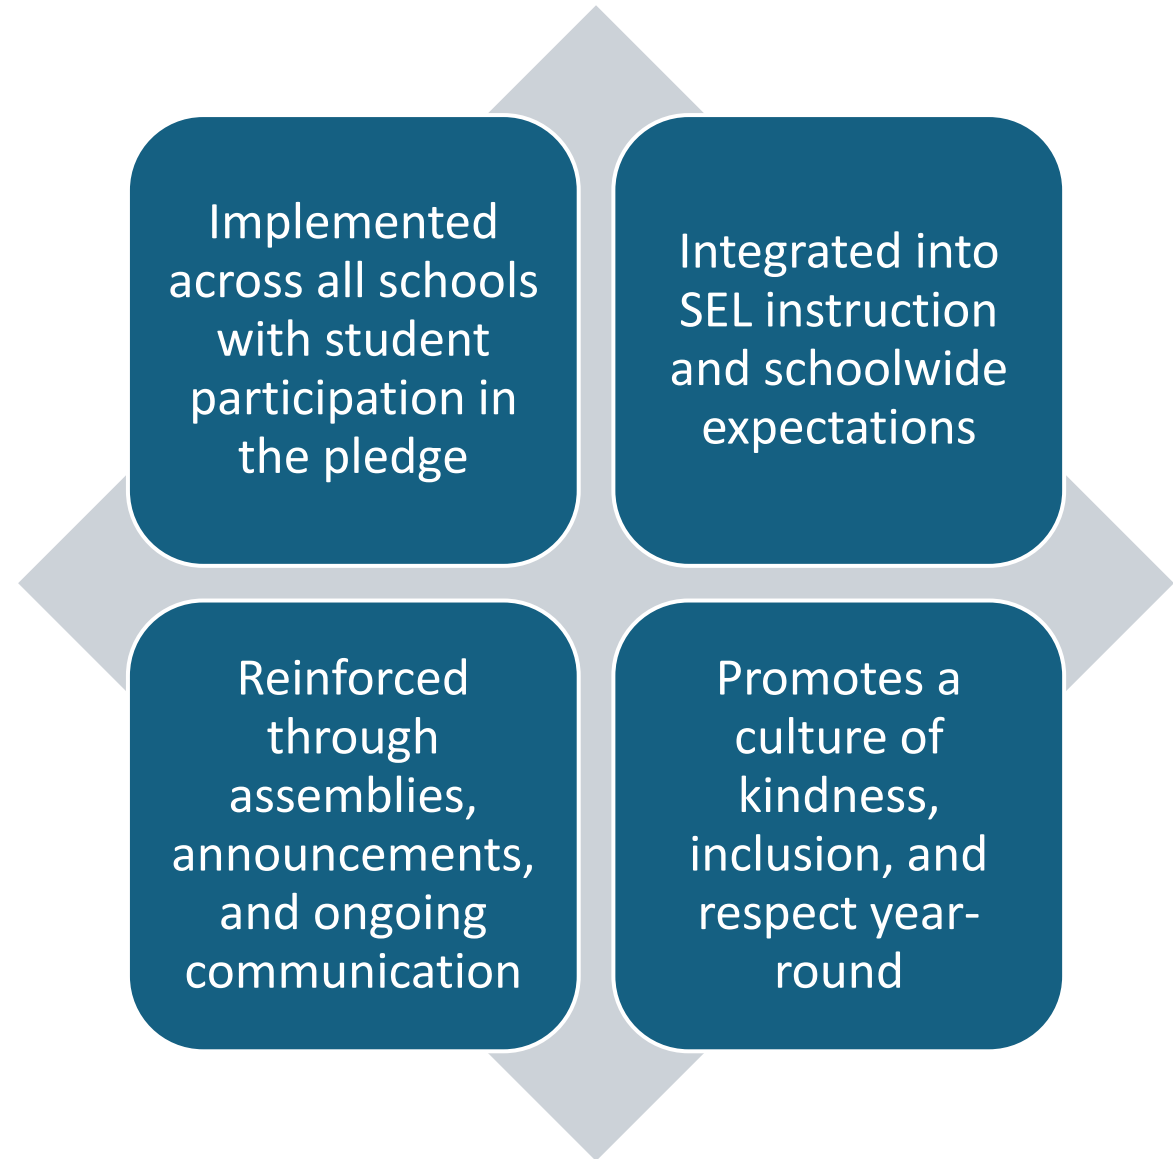 Implemented
across all schools
with student
participation in
the pledge
Integrated into
SEL instruction
and schoolwide
expectations
Reinforced
through
assemblies,
announcements,
and ongoing
communication
Promotes a
culture of
kindness,
inclusion, and
respect year-
round